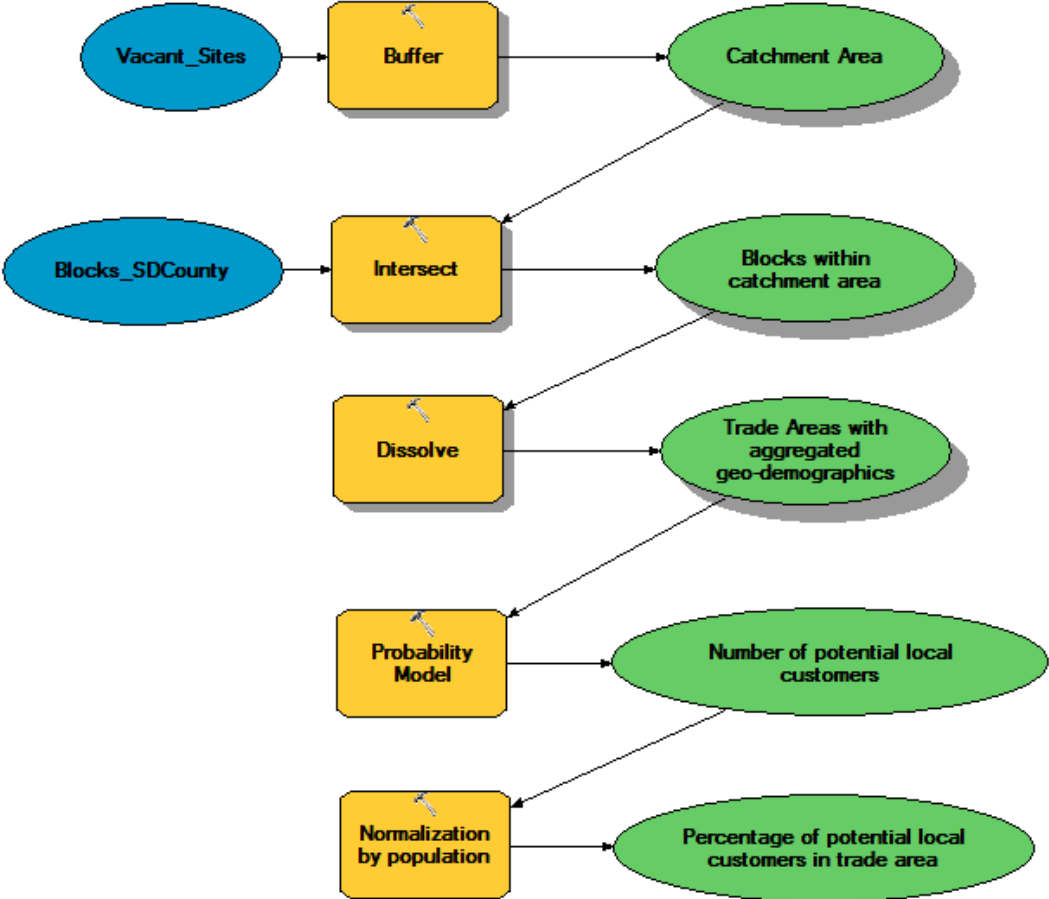 Vacant_Sites
Buffer
Catchment Area
Blocks_SDCounty
Intersect
Blocks within
catchment area
Dissolve
Trade Areas with
aggregated
geo-demographics
Probability
Model
Number of potential local
customers
Normalization
by population
Percentage of potential local
customers in trade area